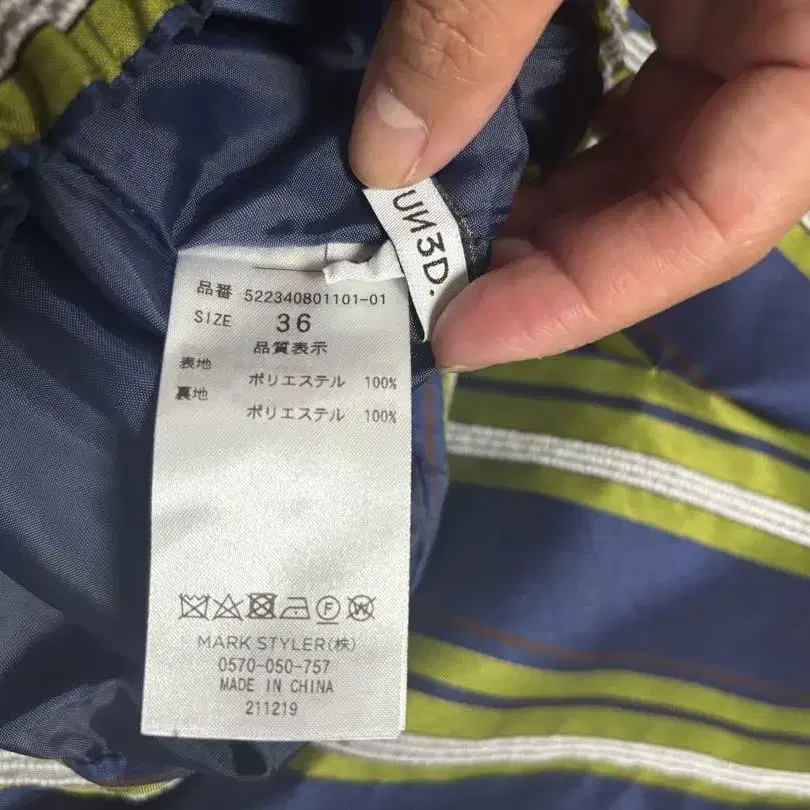 UN3D.
品番 522340801101-01
SIZE 36
品質表示
表地
ポリエステル 100%
裏地
ポリエステル 100%
F W
MARK STYLER(株)
0570-050-757
MADE IN CHINA
211219